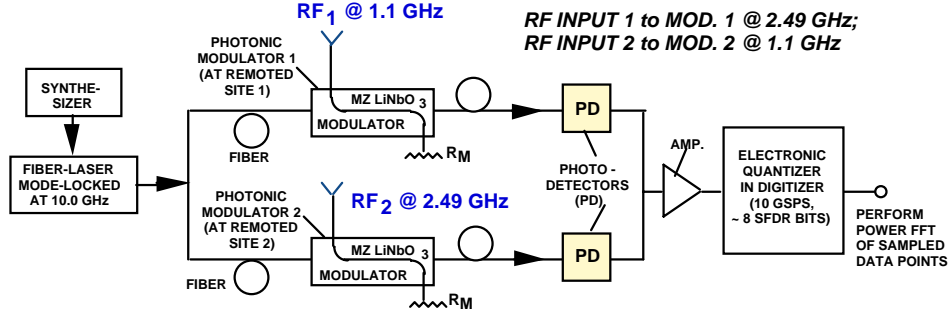 RF1 @ 1.1 GHz
RF INPUT 1 to MOD. 1 @ 2.49 GHz;
RF INPUT 2 to MOD. 2 @ 1.1 GHz
PHOTONIC
MODULATOR 1
(AT REMOTED
SITE 1)
SYNTHE-
SIZER
MZ LiNbO3
MODULATOR
PD
FIBER
RM
AMP.
FIBER-LASER
MODE-LOCKED
AT 10.0 GHz
PHOTO -
DETECTORS
(PD)
ELECTRONIC
QUANTIZER
IN DIGITIZER
(10 GSPS,
~ 8 SFDR BITS)
PHOTONIC
MODULATOR 2
(AT REMOTED
SITE 2)
RF2 @ 2.49 GHz
PERFORM
POWER FFT
OF SAMPLED
DATA POINTS
MZ LiNbO3
MODULATOR
PD
FIBER
RM